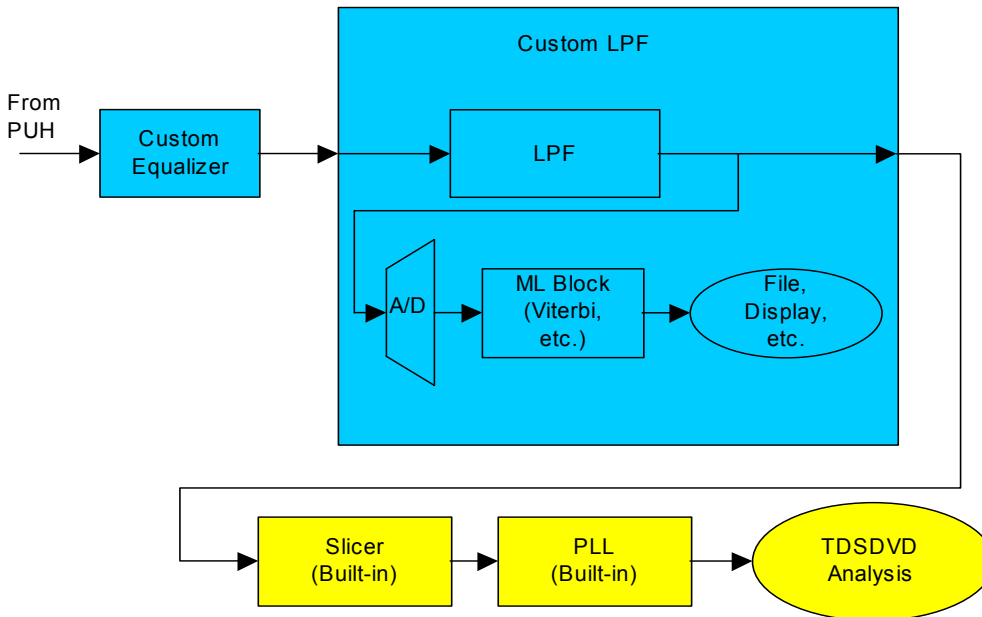 Custom LPF
From
PUH
Custom
Equalizer
LPF
A/D
ML Block
(Viterbi,
etc.)
File,
Display,
etc.
Slicer
(Built-in)
PLL
(Built-in)
TDSDVD
Analysis